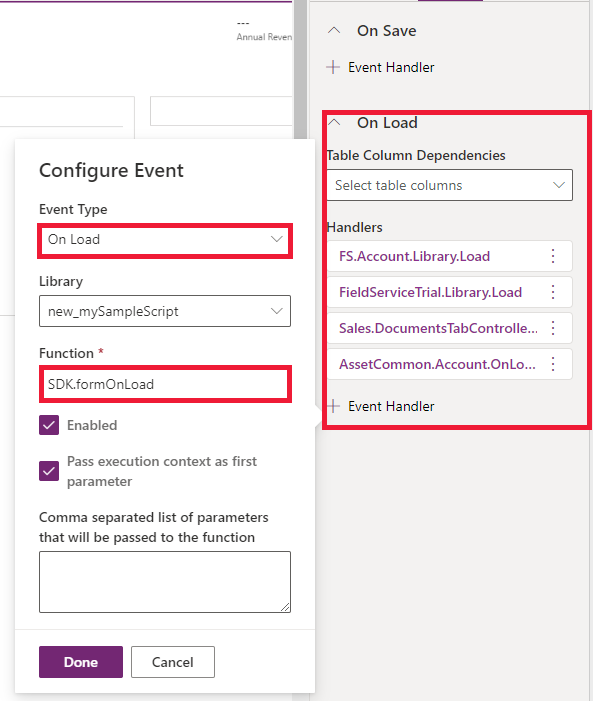 ---
Annual Reven
On Save
Event Handler
On Load
Table Column Dependencies
Select table columns
Handlers
FS.Account.Library.Load
FieldServiceTrial.Library.Load
Sales.DocumentsTabControlle...
AssetCommon.Account.OnLo...
Event Handler
Configure Event
Event Type
On Load
Library
new_mySampleScript
Function *
SDK.formOnLoad
Enabled
Pass execution context as first
parameter
Comma separated list of parameters
that will be passed to the function
Done
Cancel